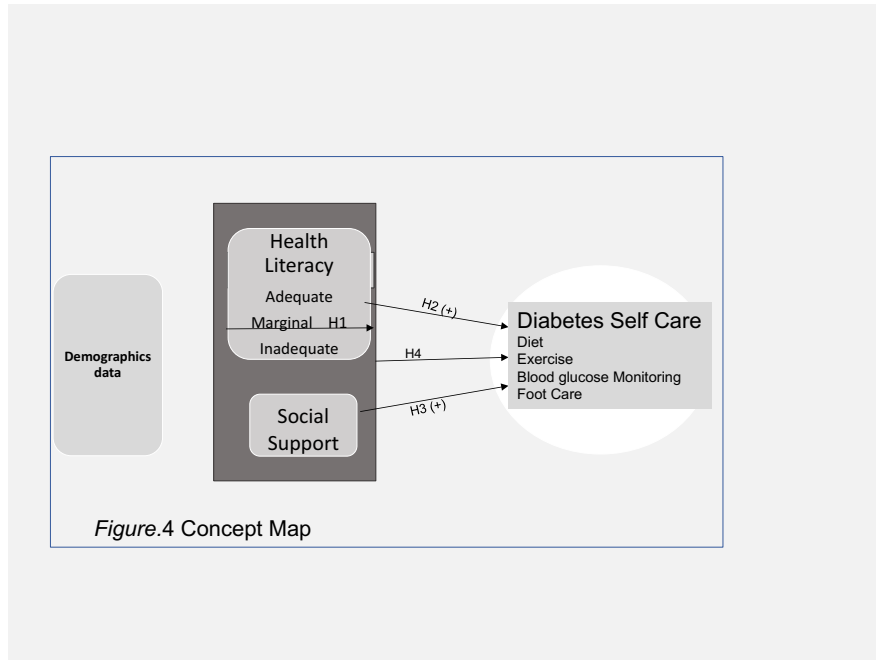 Demographics
data
Health
Literacy
Adequate
Marginal H1
Inadequate
Social
Support
H2 (+)
H4
H3 (+)
Diabetes Self Care
Diet
Exercise
Blood glucose Monitoring
Foot Care
Figure.4 Concept Map